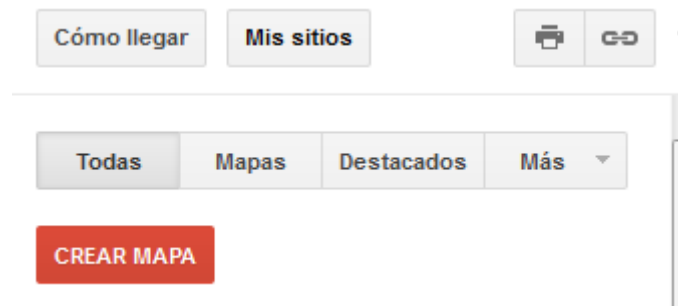 Cómo llegar Mis sitios
Todas Mapas Destacados Más
CREAR MAPA